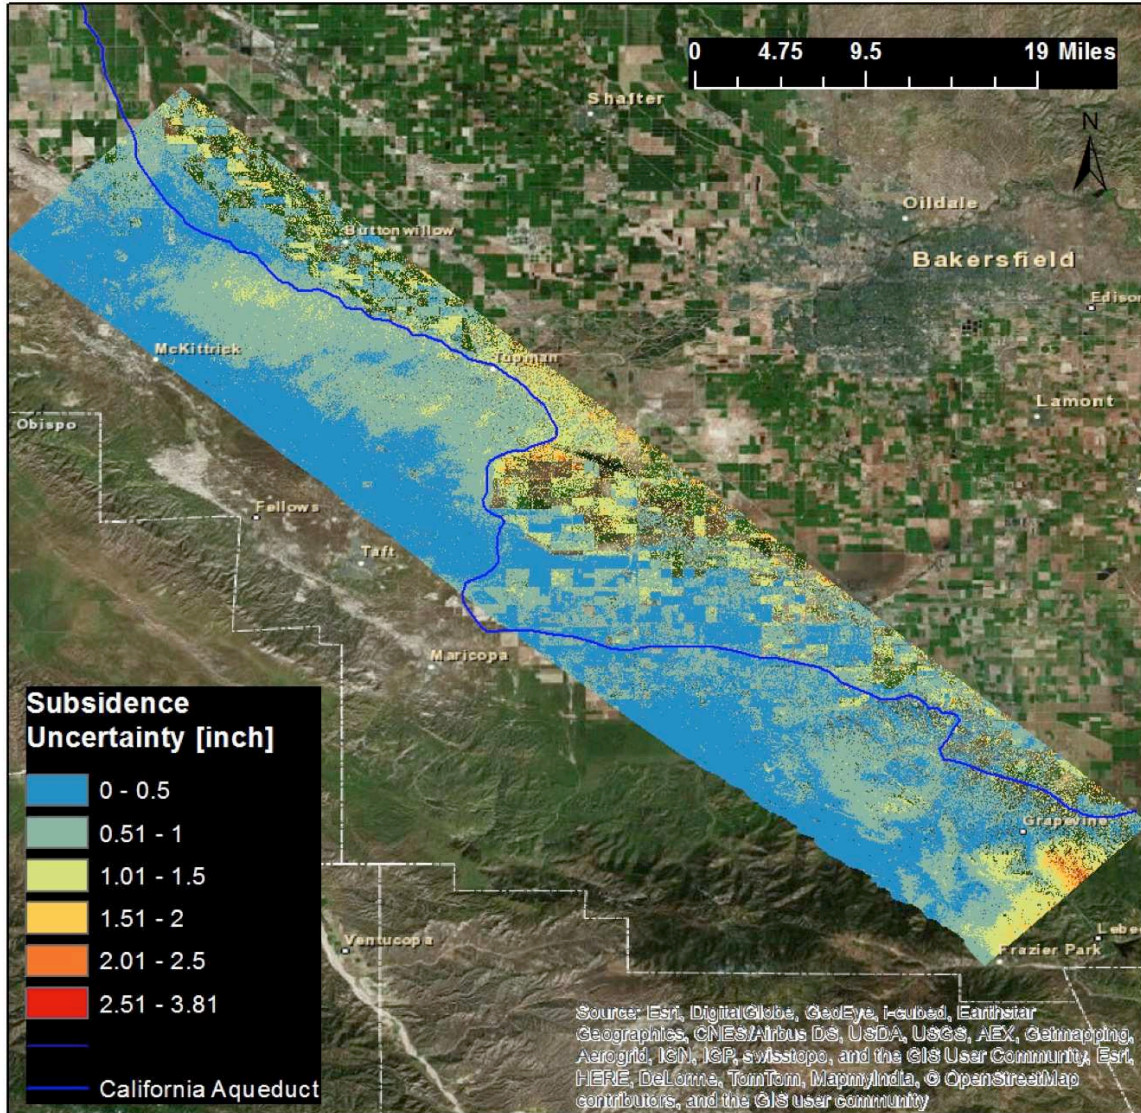 0 4.75 9.5 19 Miles
Shafter
N
Oildale
Buttonwillow
Bakersfield
Edison
McKittrick
Tupman
Lamont
Obispo
Fellows
Taft
Maricopa
Subsidence
Uncertainty [inch]
0 - 0.5
0.51 - 1
1.01 - 1.5
1.51 - 2
2.01 - 2.5
2.51 - 3.81
California Aqueduct
Grapevine
Ventucopa
Lebec
Frazier Park
Source: Esri, DigitalGlobe, GeoEye, i-cubed, Earthstar
Geographics, CNES/Airbus DS, USDA, USGS, AEX, Getmapping,
Aerogrid, IGN, IGP, swisstopo, and the GIS User Community, Esri,
HERE, DeLorme, TomTom, MapmyIndia, © OpenStreetMap
contributors, and the GIS user community